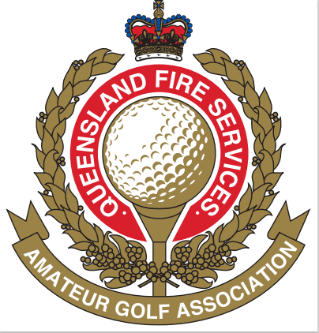 · QUEENSLAND FIRE SERVICES ·
AMATEUR GOLF ASSOCIATION